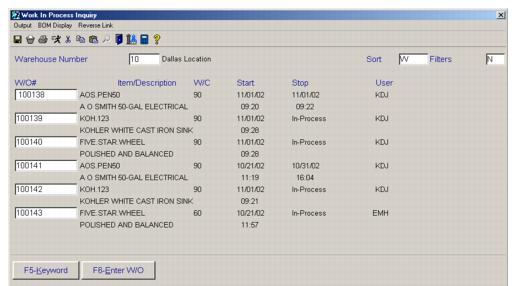 Work In Process Inquiry
Output BOM Display Reverse Link
Warehouse Number 10 Dallas Location Sort W Filters N
W/O# Item/Description W/C Start Stop User
100138 AOS.PEN50 90 11/01/02 11/01/02 KDJ
A O SMITH 50-GAL ELECTRICAL 09:20 09:22
100139 KOH.123 90 11/01/02 In-Process KDJ
KOHLER WHITE CAST IRON SINK 09:28
100140 FIVE.STAR.WHEEL 90 11/01/02 In-Process KDJ
POLISHED AND BALANCED 09:28
100141 AOS.PEN50 90 10/21/02 10/31/02 KDJ
A O SMITH 50-GAL ELECTRICAL 11:19 16:04
100142 KOH.123 90 11/01/02 In-Process KDJ
KOHLER WHITE CAST IRON SINK 09:21
100143 FIVE.STAR.WHEEL 60 10/21/02 In-Process EMH
POLISHED AND BALANCED 11:57
F5-Keyword F8-Enter W/O